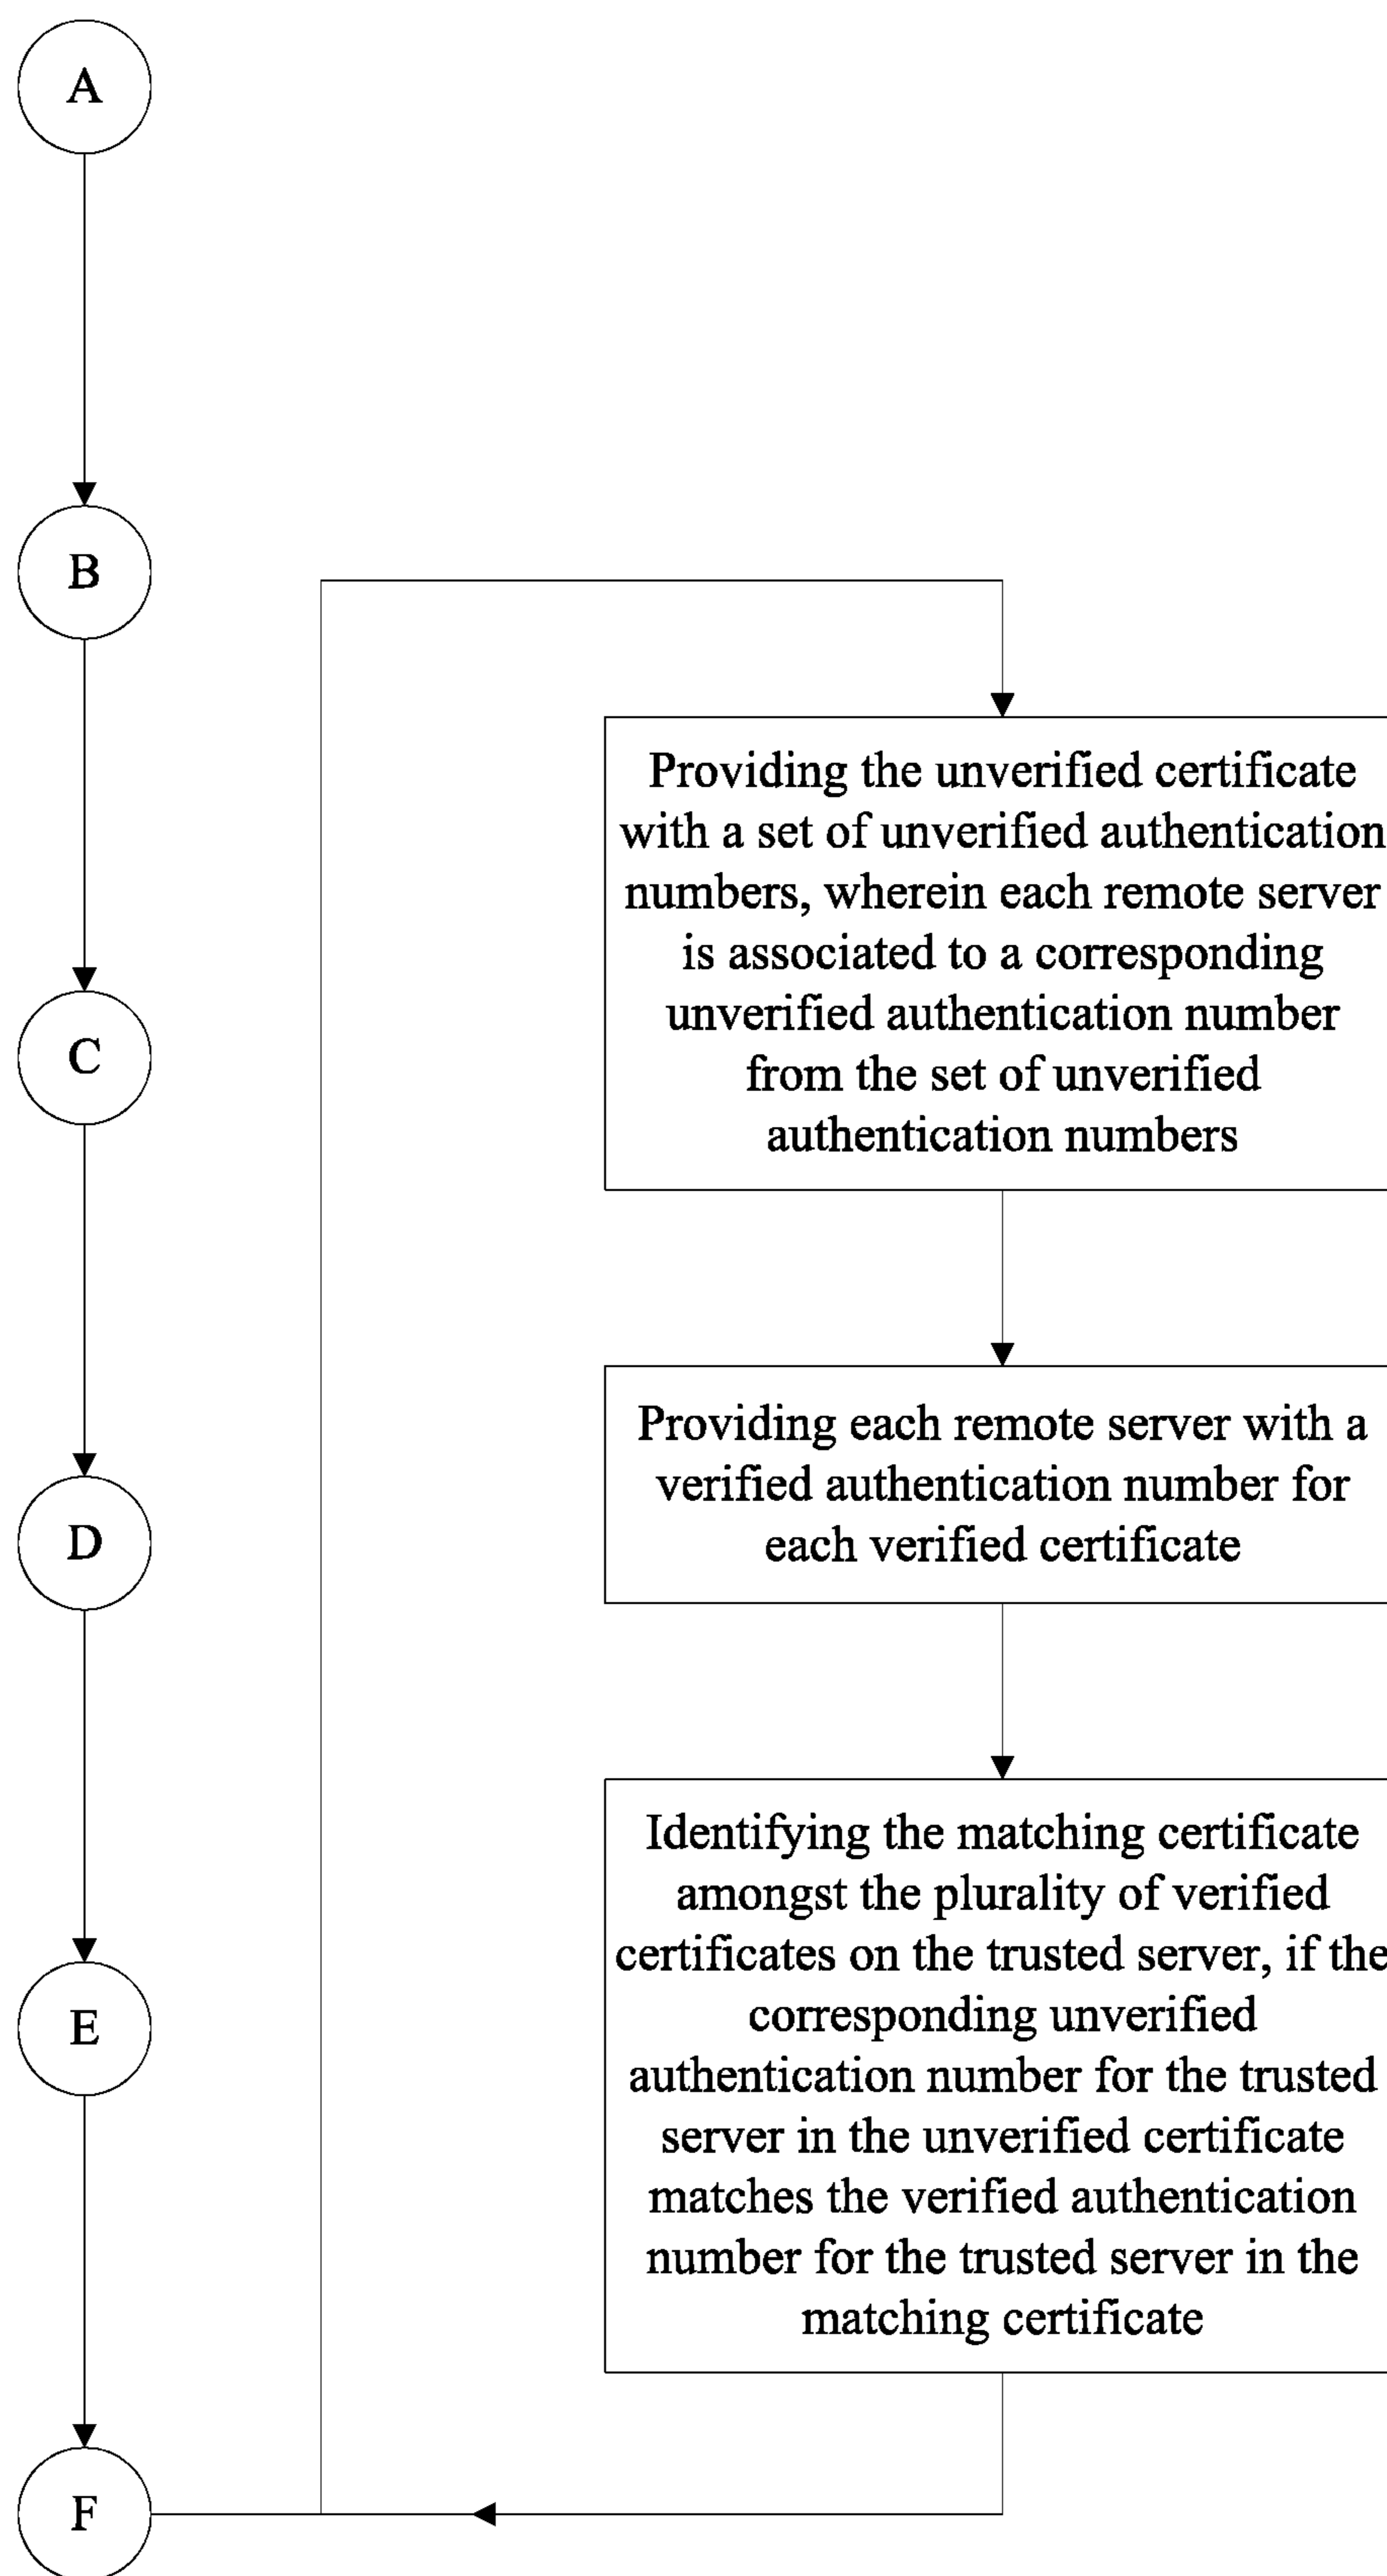 A
B
C
D
E
F
Providing the unverified certificate
with a set of unverified authentication
numbers, wherein each remote server
is associated to a corresponding
unverified authentication number
from the set of unverified
authentication numbers
Providing each remote server with a
verified authentication number for
each verified certificate
Identifying the matching certificate
amongst the plurality of verified
certificates on the trusted server, if the
corresponding unverified
authentication number for the trusted
server in the unverified certificate
matches the verified authentication
number for the trusted server in the
matching certificate